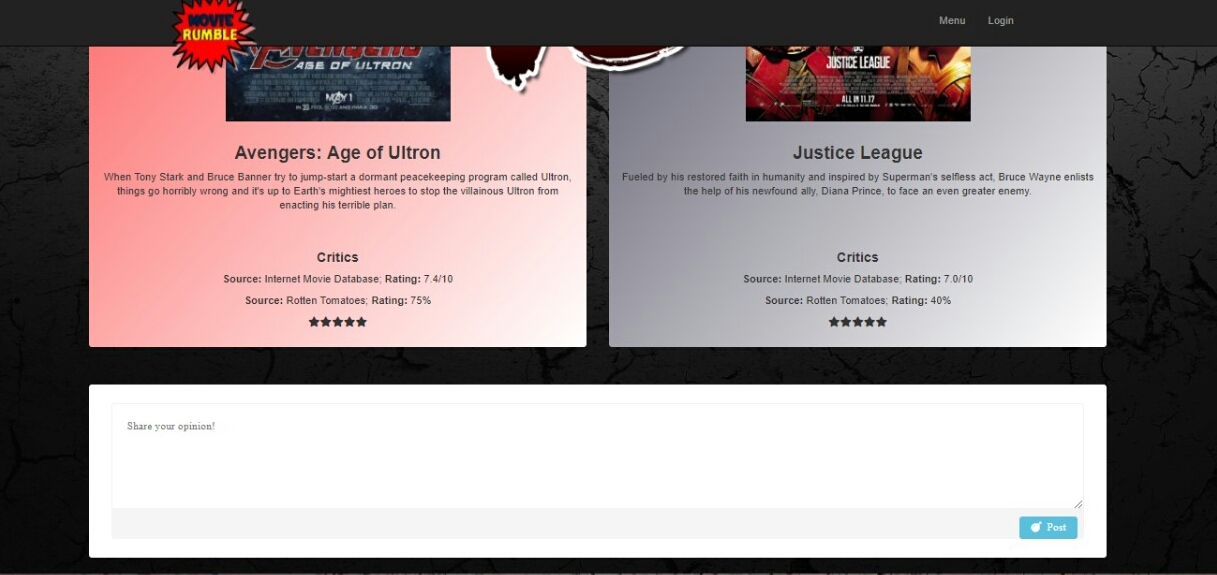 MOVIE
RUMBLE
Menu
Login
AGE OF ULTRON
MAY 1
Avengers: Age of Ultron
When Tony Stark and Bruce Banner try to jump-start a dormant peacekeeping program called Ultron,
things go horribly wrong and it's up to Earth's mightiest heroes to stop the villainous Ultron from
enacting his terrible plan.
Critics
Source: Internet Movie Database; Rating: 7.4/10
Source: Rotten Tomatoes; Rating: 75%
JUSTICE LEAGUE
ALL IN 11.17
Justice League
Fueled by his restored faith in humanity and inspired by Superman's selfless act, Bruce Wayne enlists
the help of his newfound ally, Diana Prince, to face an even greater enemy.
Critics
Source: Internet Movie Database; Rating: 7.0/10
Source: Rotten Tomatoes; Rating: 40%
Share your opinion!
Post